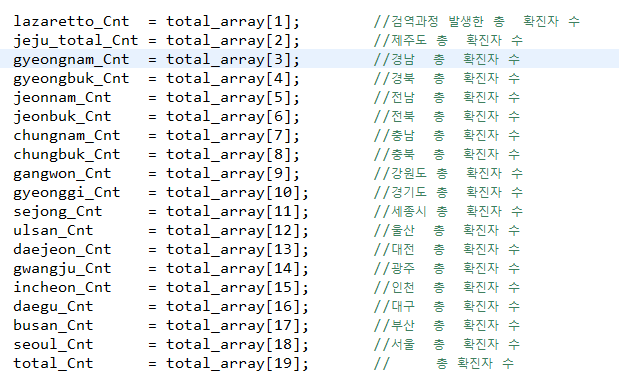 lazaretto_Cnt  = total_array[1];       //검역과정 발생한 총  확진자 수
jeju_total_Cnt = total_array[2];       //제주도 총  확진자 수
gyeongnam_Cnt  = total_array[3];       //경남  총  확진자 수
gyeongbuk_Cnt  = total_array[4];       //경북  총  확진자 수
jeonnam_Cnt    = total_array[5];       //전남  총  확진자 수
jeonbuk_Cnt    = total_array[6];       //전북  총  확진자 수
chungnam_Cnt   = total_array[7];       //충남  총  확진자 수
chungbuk_Cnt   = total_array[8];       //충북  총  확진자 수
gangwon_Cnt    = total_array[9];       //강원도 총  확진자 수
gyeonggi_Cnt   = total_array[10];      //경기도 총  확진자 수
sejong_Cnt     = total_array[11];      //세종시 총  확진자 수
ulsan_Cnt      = total_array[12];      //울산  총  확진자 수
daejeon_Cnt    = total_array[13];      //대전  총  확진자 수
gwangju_Cnt    = total_array[14];      //광주  총  확진자 수
incheon_Cnt    = total_array[15];      //인천  총  확진자 수
daegu_Cnt      = total_array[16];      //대구  총  확진자 수
busan_Cnt      = total_array[17];      //부산  총  확진자 수
seoul_Cnt      = total_array[18];      //서울  총  확진자 수
total_Cnt      = total_array[19];      //     총 확진자 수